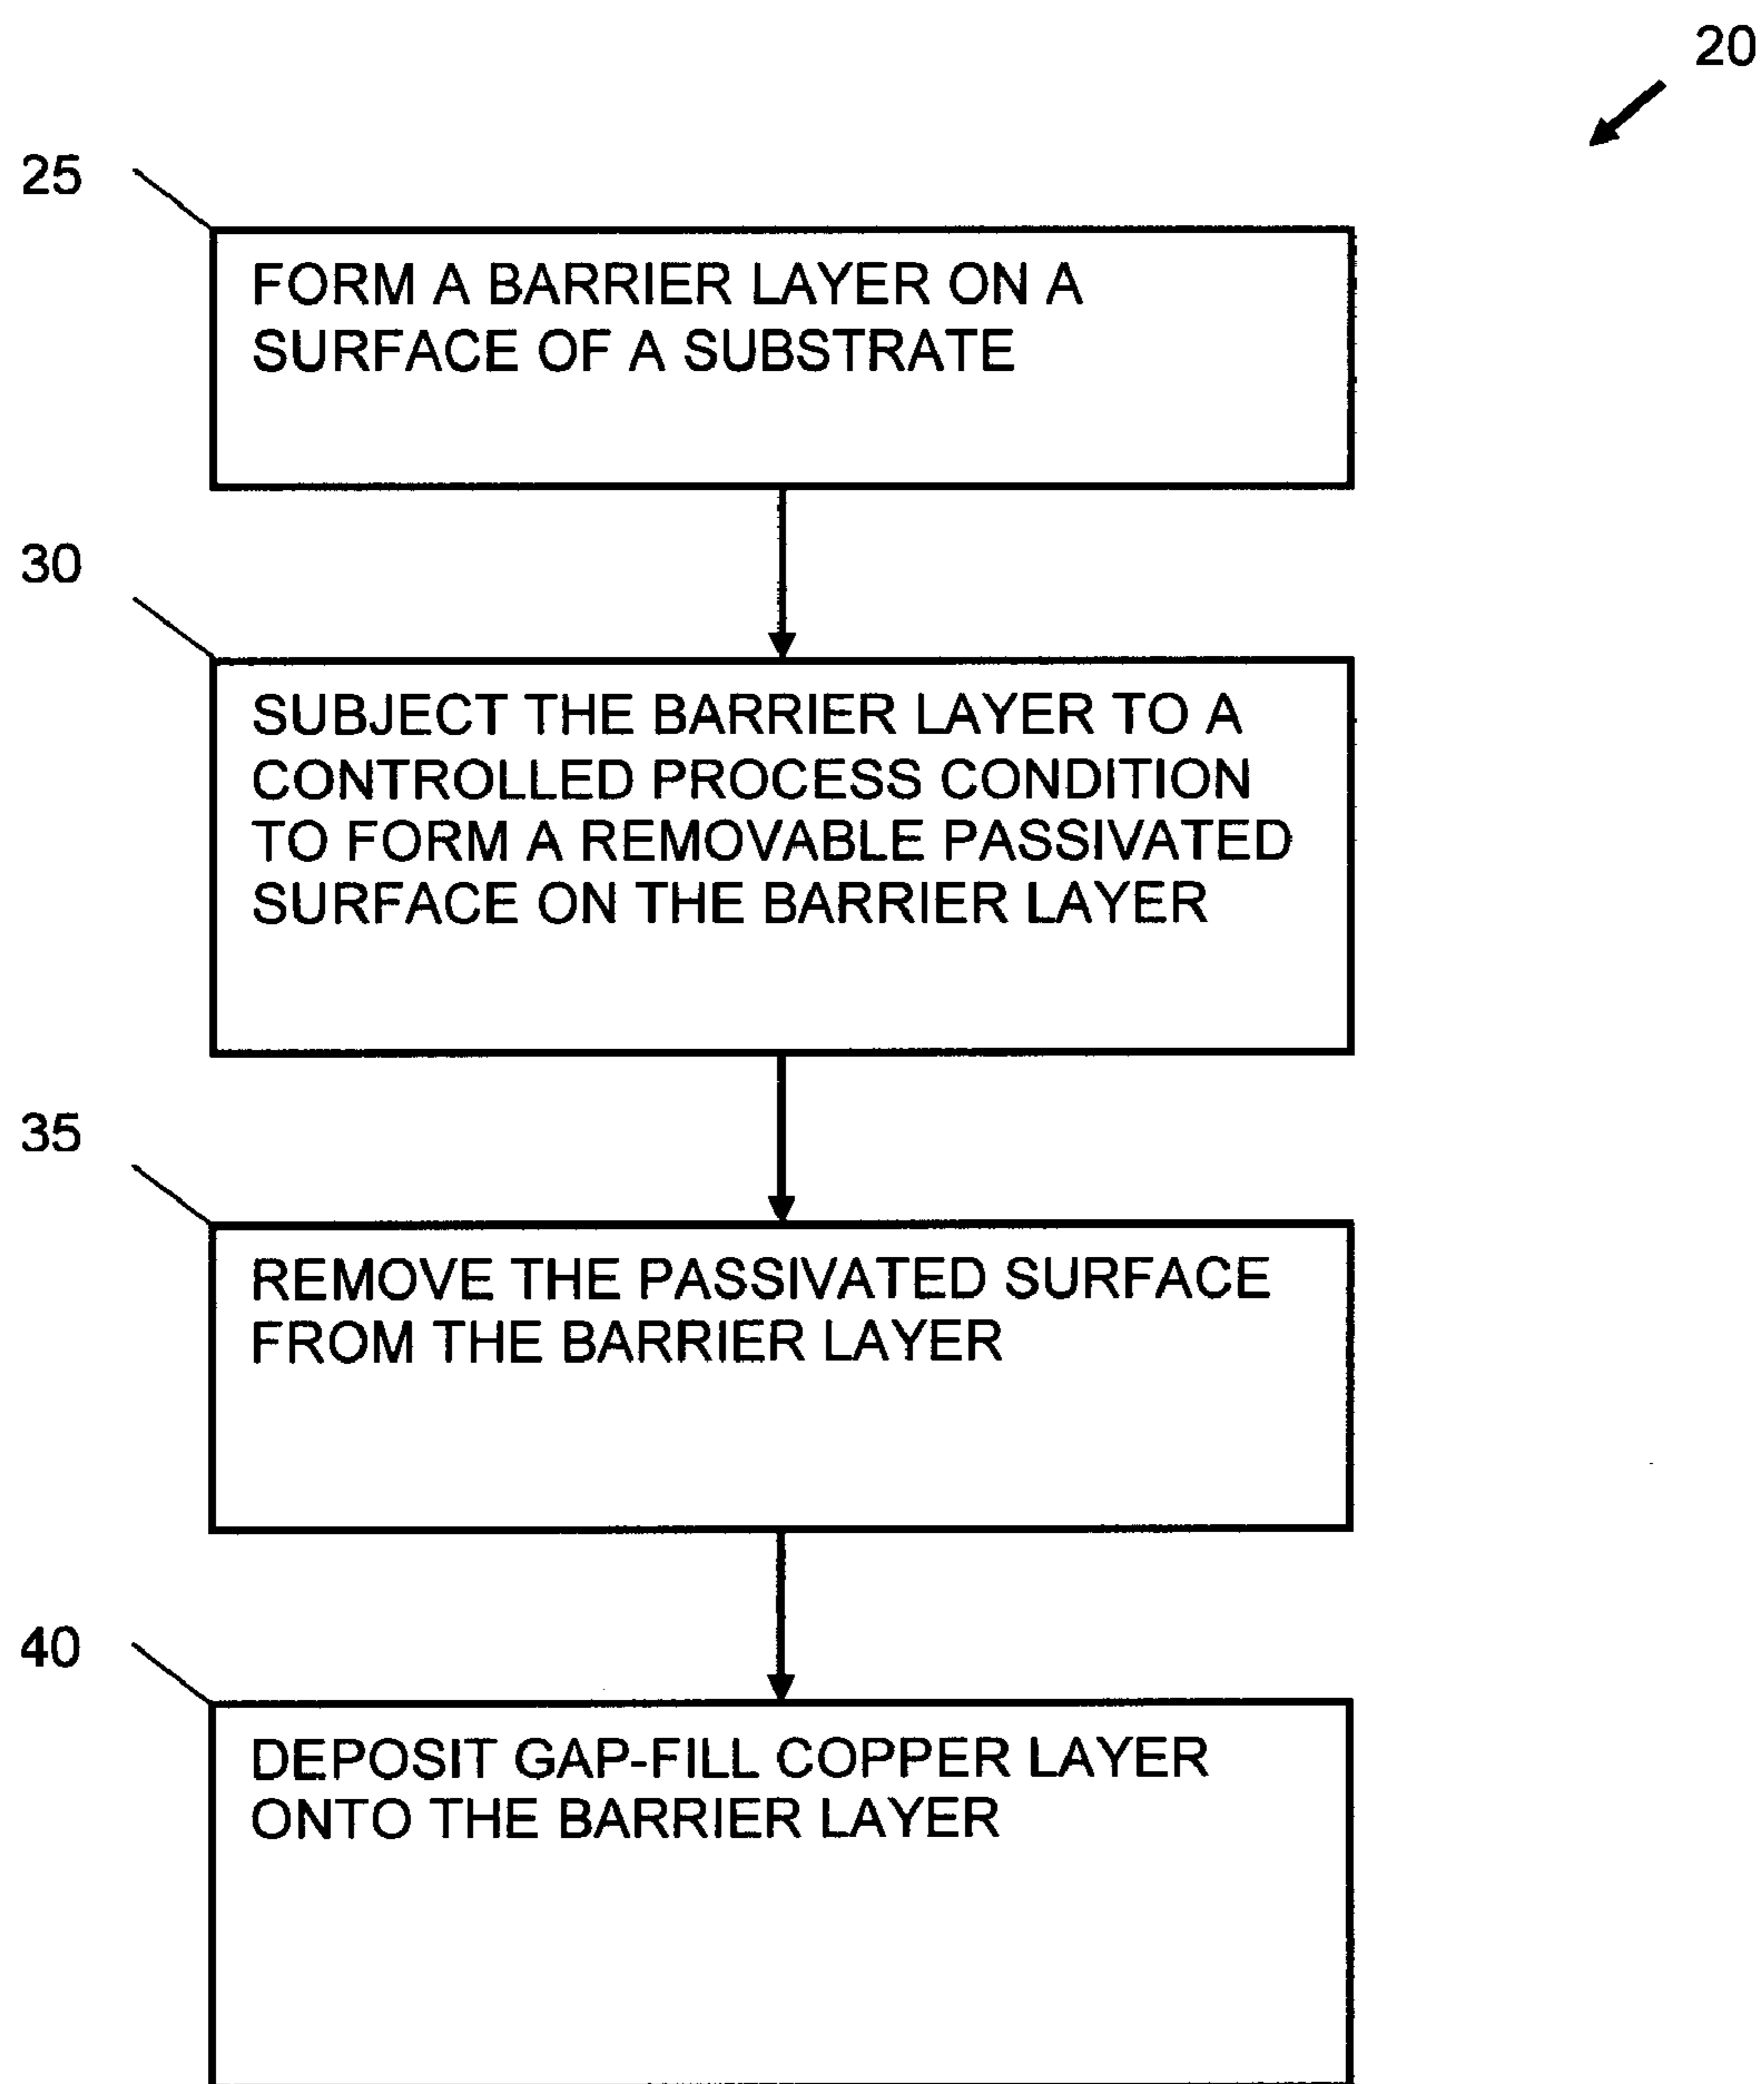 20
25
FORM A BARRIER LAYER ON A
SURFACE OF A SUBSTRATE
30
SUBJECT THE BARRIER LAYER TO A
CONTROLLED PROCESS CONDITION
TO FORM A REMOVABLE PASSIVATED
SURFACE ON THE BARRIER LAYER
35
REMOVE THE PASSIVATED SURFACE
FROM THE BARRIER LAYER
40
DEPOSIT GAP-FILL COPPER LAYER
ONTO THE BARRIER LAYER